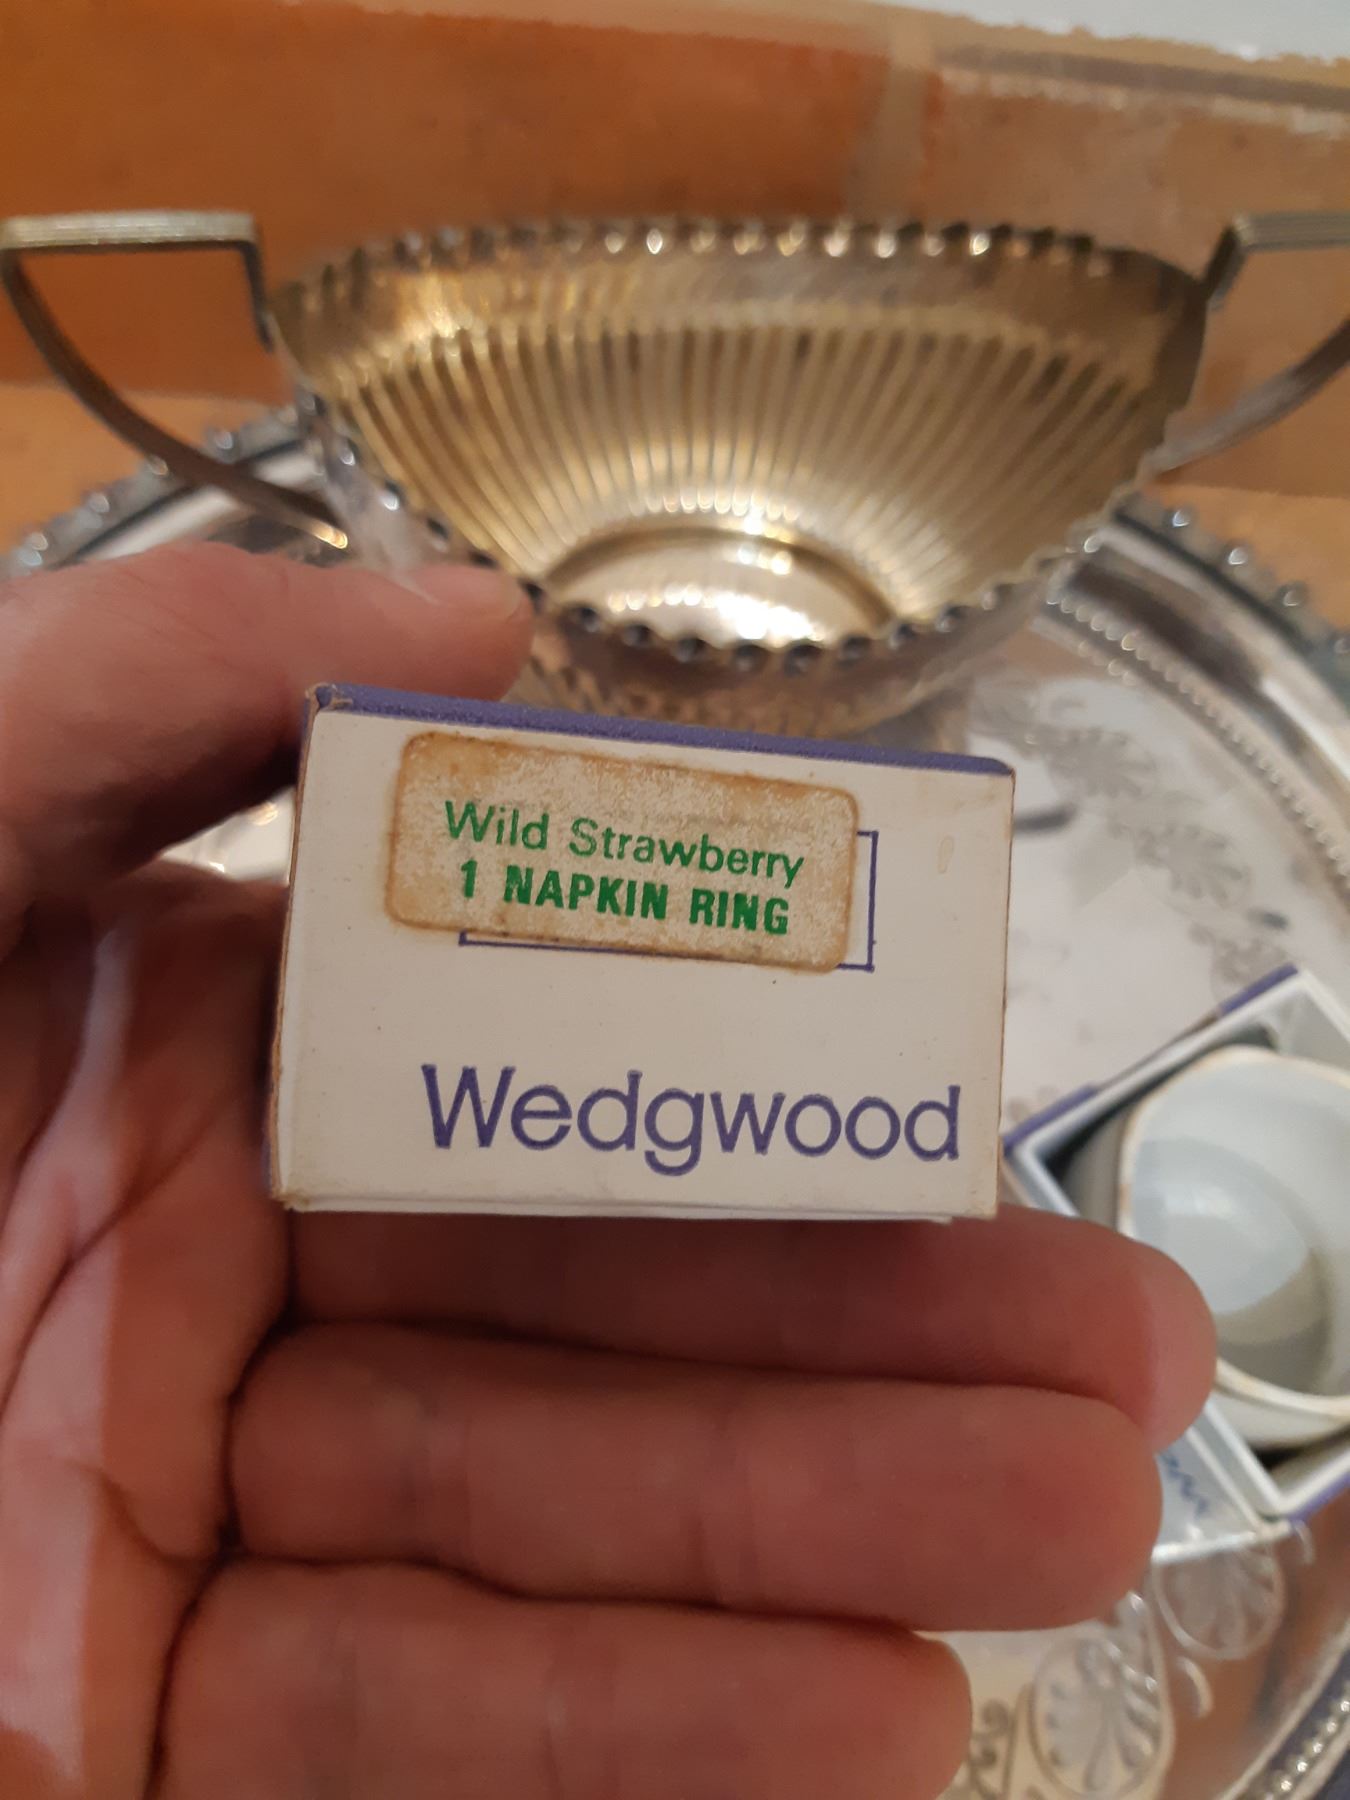 Wild Strawberry
1 NAPKIN RING
Wedgwood